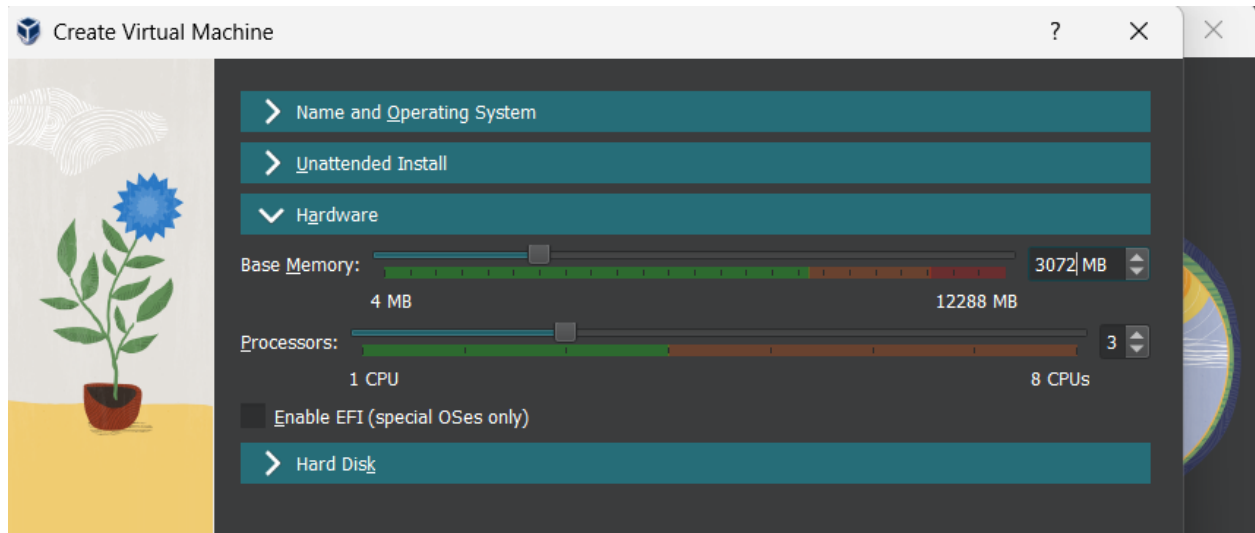 Create Virtual Machine
?
Name and Operating System
Unattended Install
Hardware
Base Memory: 3072 MB
4 MB 12288 MB
Processors: 3
1 CPU 8 CPUs
Enable EFI (special OSes only)
Hard Disk